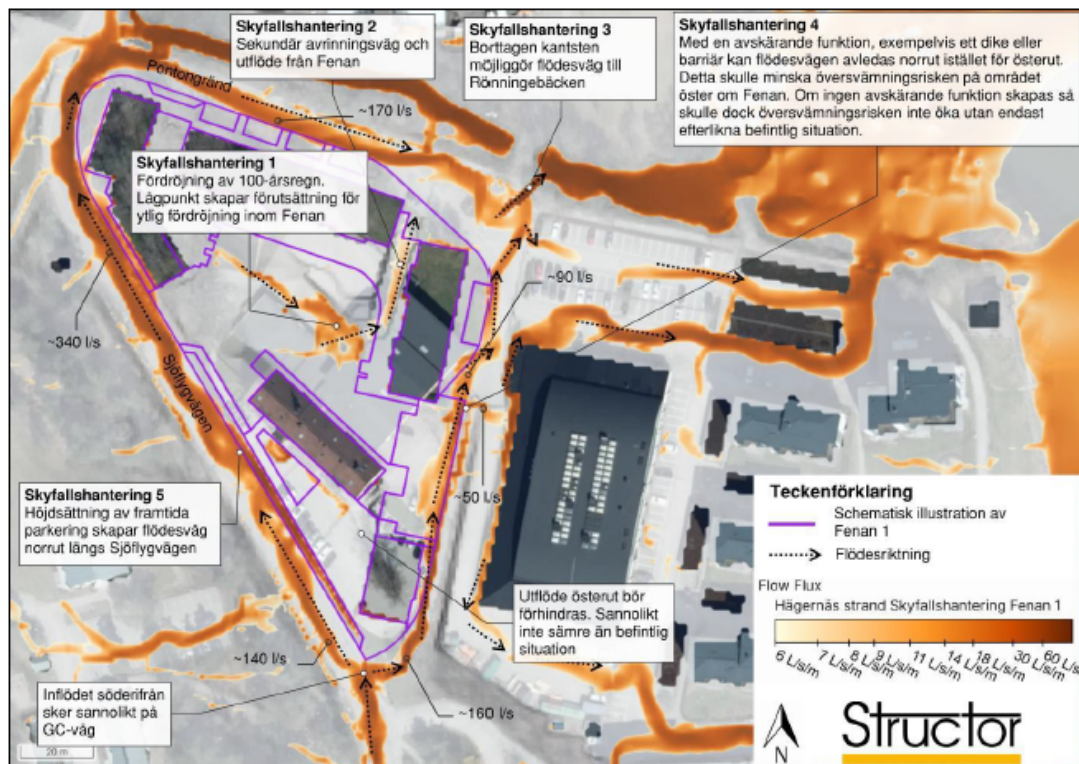 Skyfallshantering 2
Sekundär avrinningsväg och
utflöde från Fenan
Skyfallshantering 3
Borttagen kantsten
möjliggör flödesväg till
Rönningebäcken
Skyfallshantering 4
Med en avskärande funktion, exempelvis ett dike eller
barriär kan flödesvägen avledas norrut istället för österut.
Detta skulle minska översvämningsrisken på området
öster om Fenan. Om ingen avskärande funktion skapas så
skulle dock översvämningsrisken inte öka utan endast
efterlikna befintlig situation.
Pontongränd
~170 l/s
Skyfallshantering 1
Fördröjning av 100-årsregn.
Lågpunkt skapar förutsättning för
ytlig fördröjning inom Fenan
~90 l/s
~340 l/s
Sjöflygvägen
~50 l/s
Skyfallshantering 5
Höjdsättning av framtida
parkering skapar flödesväg
norrut längs Sjöflygvägen
Utflöde österut bör
förhindras. Sannolikt
inte sämre än befintlig
situation
~140 l/s
Inflödet söderifrån
sker sannolikt på
GC-väg
~160 l/s
20 m
Teckenförklaring
Schematisk illustration av
Fenan 1
Flödesriktning
Flow Flux
Hägernäs strand Skyfallshantering Fenan 1
6 L/s/m
7 L/s/m
8 L/s/m
9 L/s/m
11 L/s/m
14 L/s/m
18 L/s/m
30 L/s/m
60 L/s/m
N
Structor